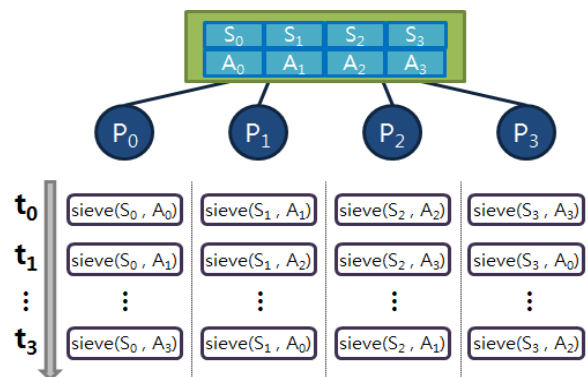 S₀ S₁ S₂ S₃
A₀ A₁ A₂ A₃
P₀ P₁ P₂ P₃
t₀ sieve(S₀ , A₀) sieve(S₁ , A₁) sieve(S₂ , A₂) sieve(S₃ , A₃)
t₁ sieve(S₀ , A₁) sieve(S₁ , A₂) sieve(S₂ , A₃) sieve(S₃ , A₀)
⋮ ⋮ ⋮ ⋮ ⋮
t₃ sieve(S₀ , A₃) sieve(S₁ , A₀) sieve(S₂ , A₁) sieve(S₃ , A₂)